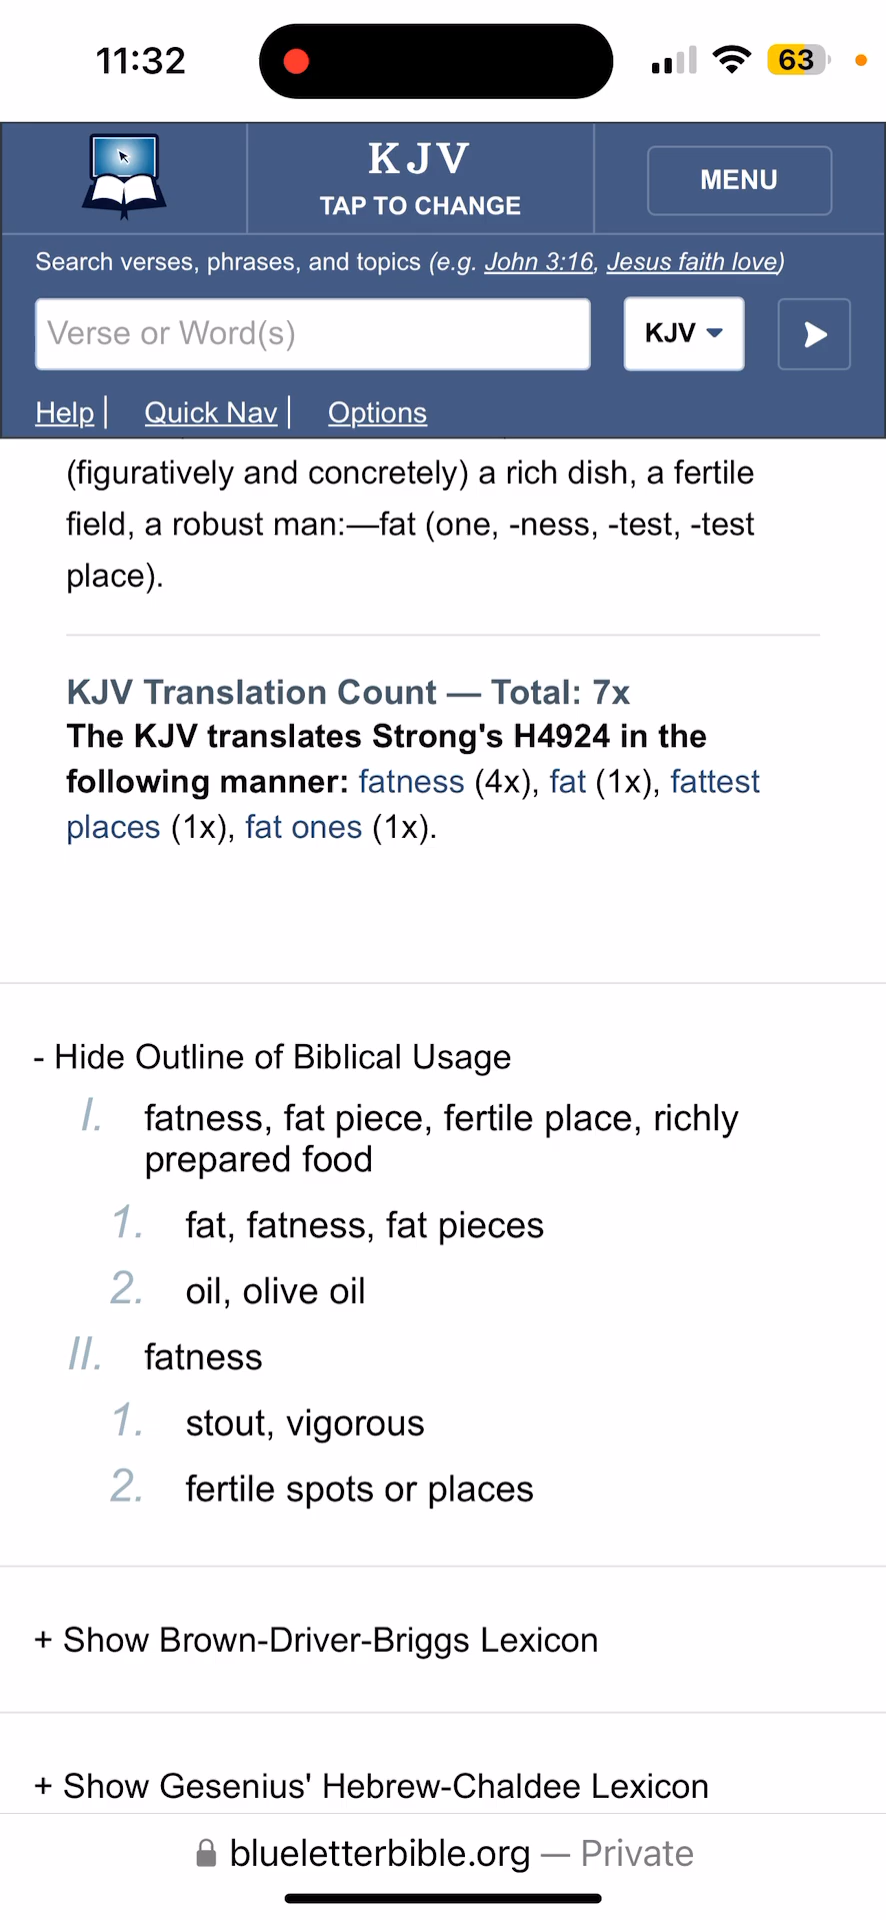 11:32
63
KJV
TAP TO CHANGE
MENU
Search verses, phrases, and topics (e.g. John 3:16, Jesus faith love)
Verse or Word(s)
KJV
Help | Quick Nav | Options
(figuratively and concretely) a rich dish, a fertile
field, a robust man:—fat (one, -ness, -test, -test
place).
KJV Translation Count — Total: 7x
The KJV translates Strong's H4924 in the
following manner: fatness (4x), fat (1x), fattest
places (1x), fat ones (1x).
- Hide Outline of Biblical Usage
I. fatness, fat piece, fertile place, richly
prepared food
1. fat, fatness, fat pieces
2. oil, olive oil
II. fatness
1. stout, vigorous
2. fertile spots or places
+ Show Brown-Driver-Briggs Lexicon
+ Show Gesenius' Hebrew-Chaldee Lexicon
blueletterbible.org — Private